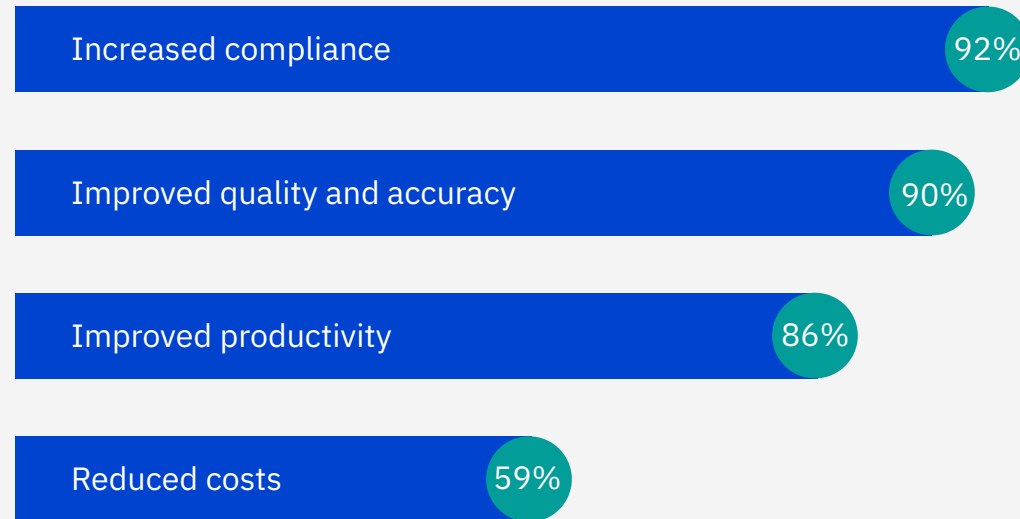 Increased compliance 92%
Improved quality and accuracy 90%
Improved productivity 86%
Reduced costs 59%